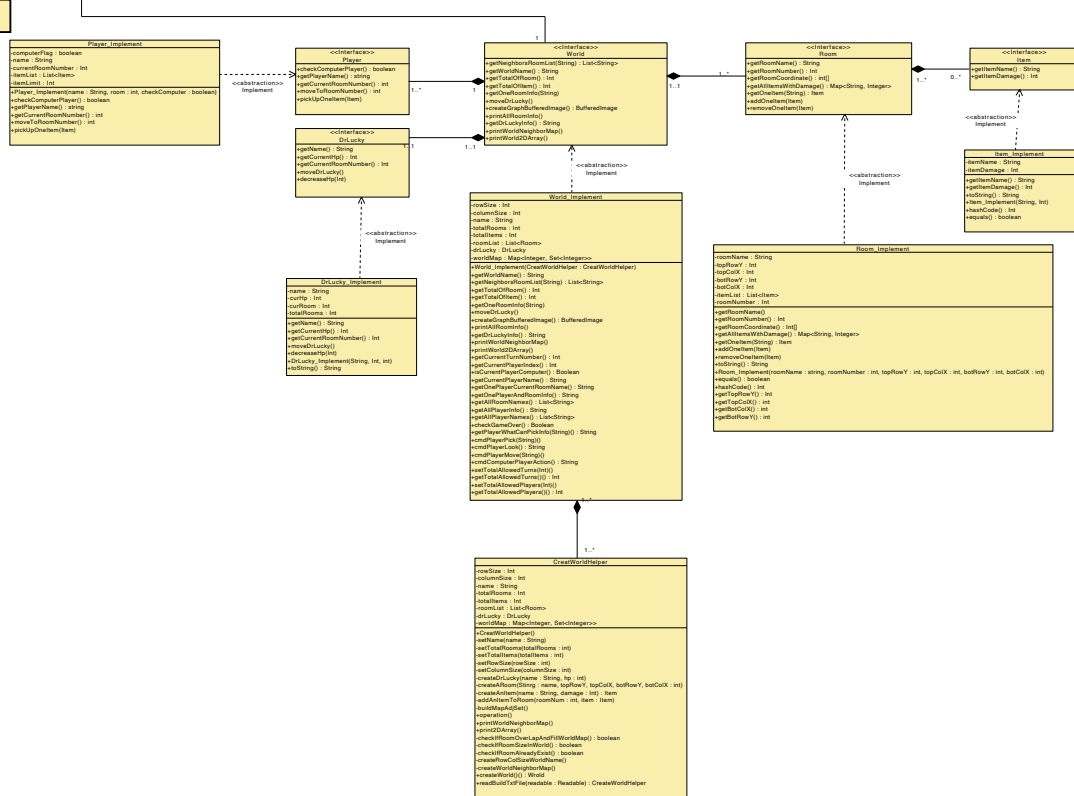 Player_Implement
-computerFlag : boolean
-name : String
-currentRoomNumber : Int
-itemList : List<Item>
-itemLimit : Int
+Player_Implement(name : String, room : int, checkComputer : boolean)
+checkComputerPlayer() : boolean
+getPlayerName() : string
+getCurrentRoomNumber() : int
+moveToRoomNumber() : int
+pickUpOneItem(Item)
<<abstraction>>
Implement
<<Interface>>
Player
+checkComputerPlayer() : boolean
+getPlayerName() : string
+getCurrentRoomNumber() : int
+moveToRoomNumber() : int
+pickUpOneItem(Item)
1..*
1
1
<<Interface>>
World
+getNeighborsRoomList(String) : List<String>
+getWorldName() : String
+getTotalOfRoom() : Int
+getTotalOfItem() : Int
+getOneRoomInfo(String)
+moveDrLucky()
+createGraphBufferedImage() : BufferedImage
+printAllRoomInfo()
+getDrLuckyInfo() : String
+printWorldNeighborMap()
+printWorld2DArray()
1..1
1..*
<<Interface>>
Room
+getRoomName() : String
+getRoomNumber() : Int
+getAllItemsWithDamage() : Map<String, Integer>
+getOneItem(String) : Item
+addOneItem(Item)
+removeOneItem(Item)
1..*
0..*
<<Interface>>
Item
+getItemName() : String
+getItemDamage() : Int
<<abstraction>>
Implement
Item_Implement
-itemName : String
-itemDamage : Int
+getItemName() : String
+getItemDamage() : Int
+toString() : String
+Item_Implement(String, Int)
+hashCode() : Int
+equals() : boolean
<<Interface>>
DrLucky
+getName() : String
+getCurrentHp() : Int
+getCurrentRoomNumber() : Int
+moveDrLucky()
+decreaseHp(Int)
1..1
1..1
<<abstraction>>
Implement
<<abstraction>>
Implement
<<abstraction>>
Implement
DrLucky_Implement
-name : String
-curHp : Int
-curRoom : Int
-totalRooms : Int
+getName() : String
+getCurrentHp() : Int
+getCurrentRoomNumber() : Int
+moveDrLucky()
+decreaseHp(Int)
+DrLucky_Implement(String, Int, int)
+toString() : String
World_Implement
-rowSize : Int
-columnSize : Int
-name : String
-totalRooms : Int
-totalItems : Int
-roomList : List<Room>
-drLucky : DrLucky
-worldMap : Map<Integer, Set<Integer>>
+World_Implement(CreatWorldHelper : CreatWorldHelper)
+getWorldName() : String
+getNeighborsRoomList(String) : List<String>
+getTotalOfRoom() : Int
+getTotalOfItem() : Int
+getOneRoomInfo(String)
+moveDrLucky()
+createGraphBufferedImage() : BufferedImage
+printAllRoomInfo()
+getDrLuckyInfo() : String
+printWorldNeighborMap()
+printWorld2DArray()
+getCurrentTurnNumber() : Int
+getCurrentPlayerIndex() : Int
+isCurrentPlayerComputer() : Boolean
+getCurrentPlayerName() : String
+getOnePlayerCurrentRoomName() : String
+getOnePlayerAndRoomInfo() : String
+getAllRoomNames() : List<String>
+getAllPlayerInfo() : String
+getAllPlayerNames() : List<String>
+checkGameOver() : Boolean
+getPlayerWhatCanPickInfo(String)() : String
+cmdPlayerPick(String)()
+cmdPlayerLook() : String
+cmdPlayerMove(String)()
+cmdComputerPlayerAction() : String
+setTotalAllowedTurns(Int)()
+getTotalAllowedTurns()() : Int
+setTotalAllowedPlayers(Int)()
+getTotalAllowedPlayers()() : Int
Room_Implement
-roomName : String
-topRowY : Int
-topColX : Int
-botRowY : Int
-botColX : Int
-itemList : List<Item>
-roomNumber : Int
+getRoomName()
+getRoomNumber() : Int
+getRoomCoordinate() : int[]
+getAllItemsWithDamage() : Map<String, Integer>
+getOneItem(String) : Item
+addOneItem(Item)
+removeOneItem(Item)
+toString() : String
+Room_Implement(roomName : string, roomNumber : int, topRowY : int, topColX : int, botRowY : int, botColX : int)
+equals() : boolean
+hashCode() : Int
+getTopRowY() : int
+getTopColX() : int
+getBotColX() : int
+getBotRowY() : int
1..*
CreatWorldHelper
-rowSize : Int
-columnSize : Int
-name : String
-totalRooms : Int
-totalItems : Int
-roomList : List<Room>
-drLucky : DrLucky
-worldMap : Map<Integer, Set<Integer>>
+CreatWorldHelper()
-setName(name : String)
-setTotalRooms(totalRooms : int)
-setTotalItems(totalItems : int)
-setRowSize(rowSize : int)
-setColumnSize(columnSize : int)
-createDrLucky(name : String, hp : int)
-createARoom(Stinrg : name, topRowY, topColX, botRowY, botColX : int)
-createAnItem(name : String, damage : Int) : Item
-addAnItemToRoom(roomNum : int, item : Item)
-buildMapAdjSet()
+operation()
+printWorldNeighborMap()
+print2DArray()
-checkIfRoomOverLapAndFillWorldMap() : boolean
-checkIfRoomSizeInWorld() : boolean
-checkIfRoomAlreadyExist() : boolean
-createRowColSizeWorldName()
-createWorldNeighborMap()
+createWorld()() : Wrold
+readBuildTxtFile(readable : Readable) : CreateWorldHelper